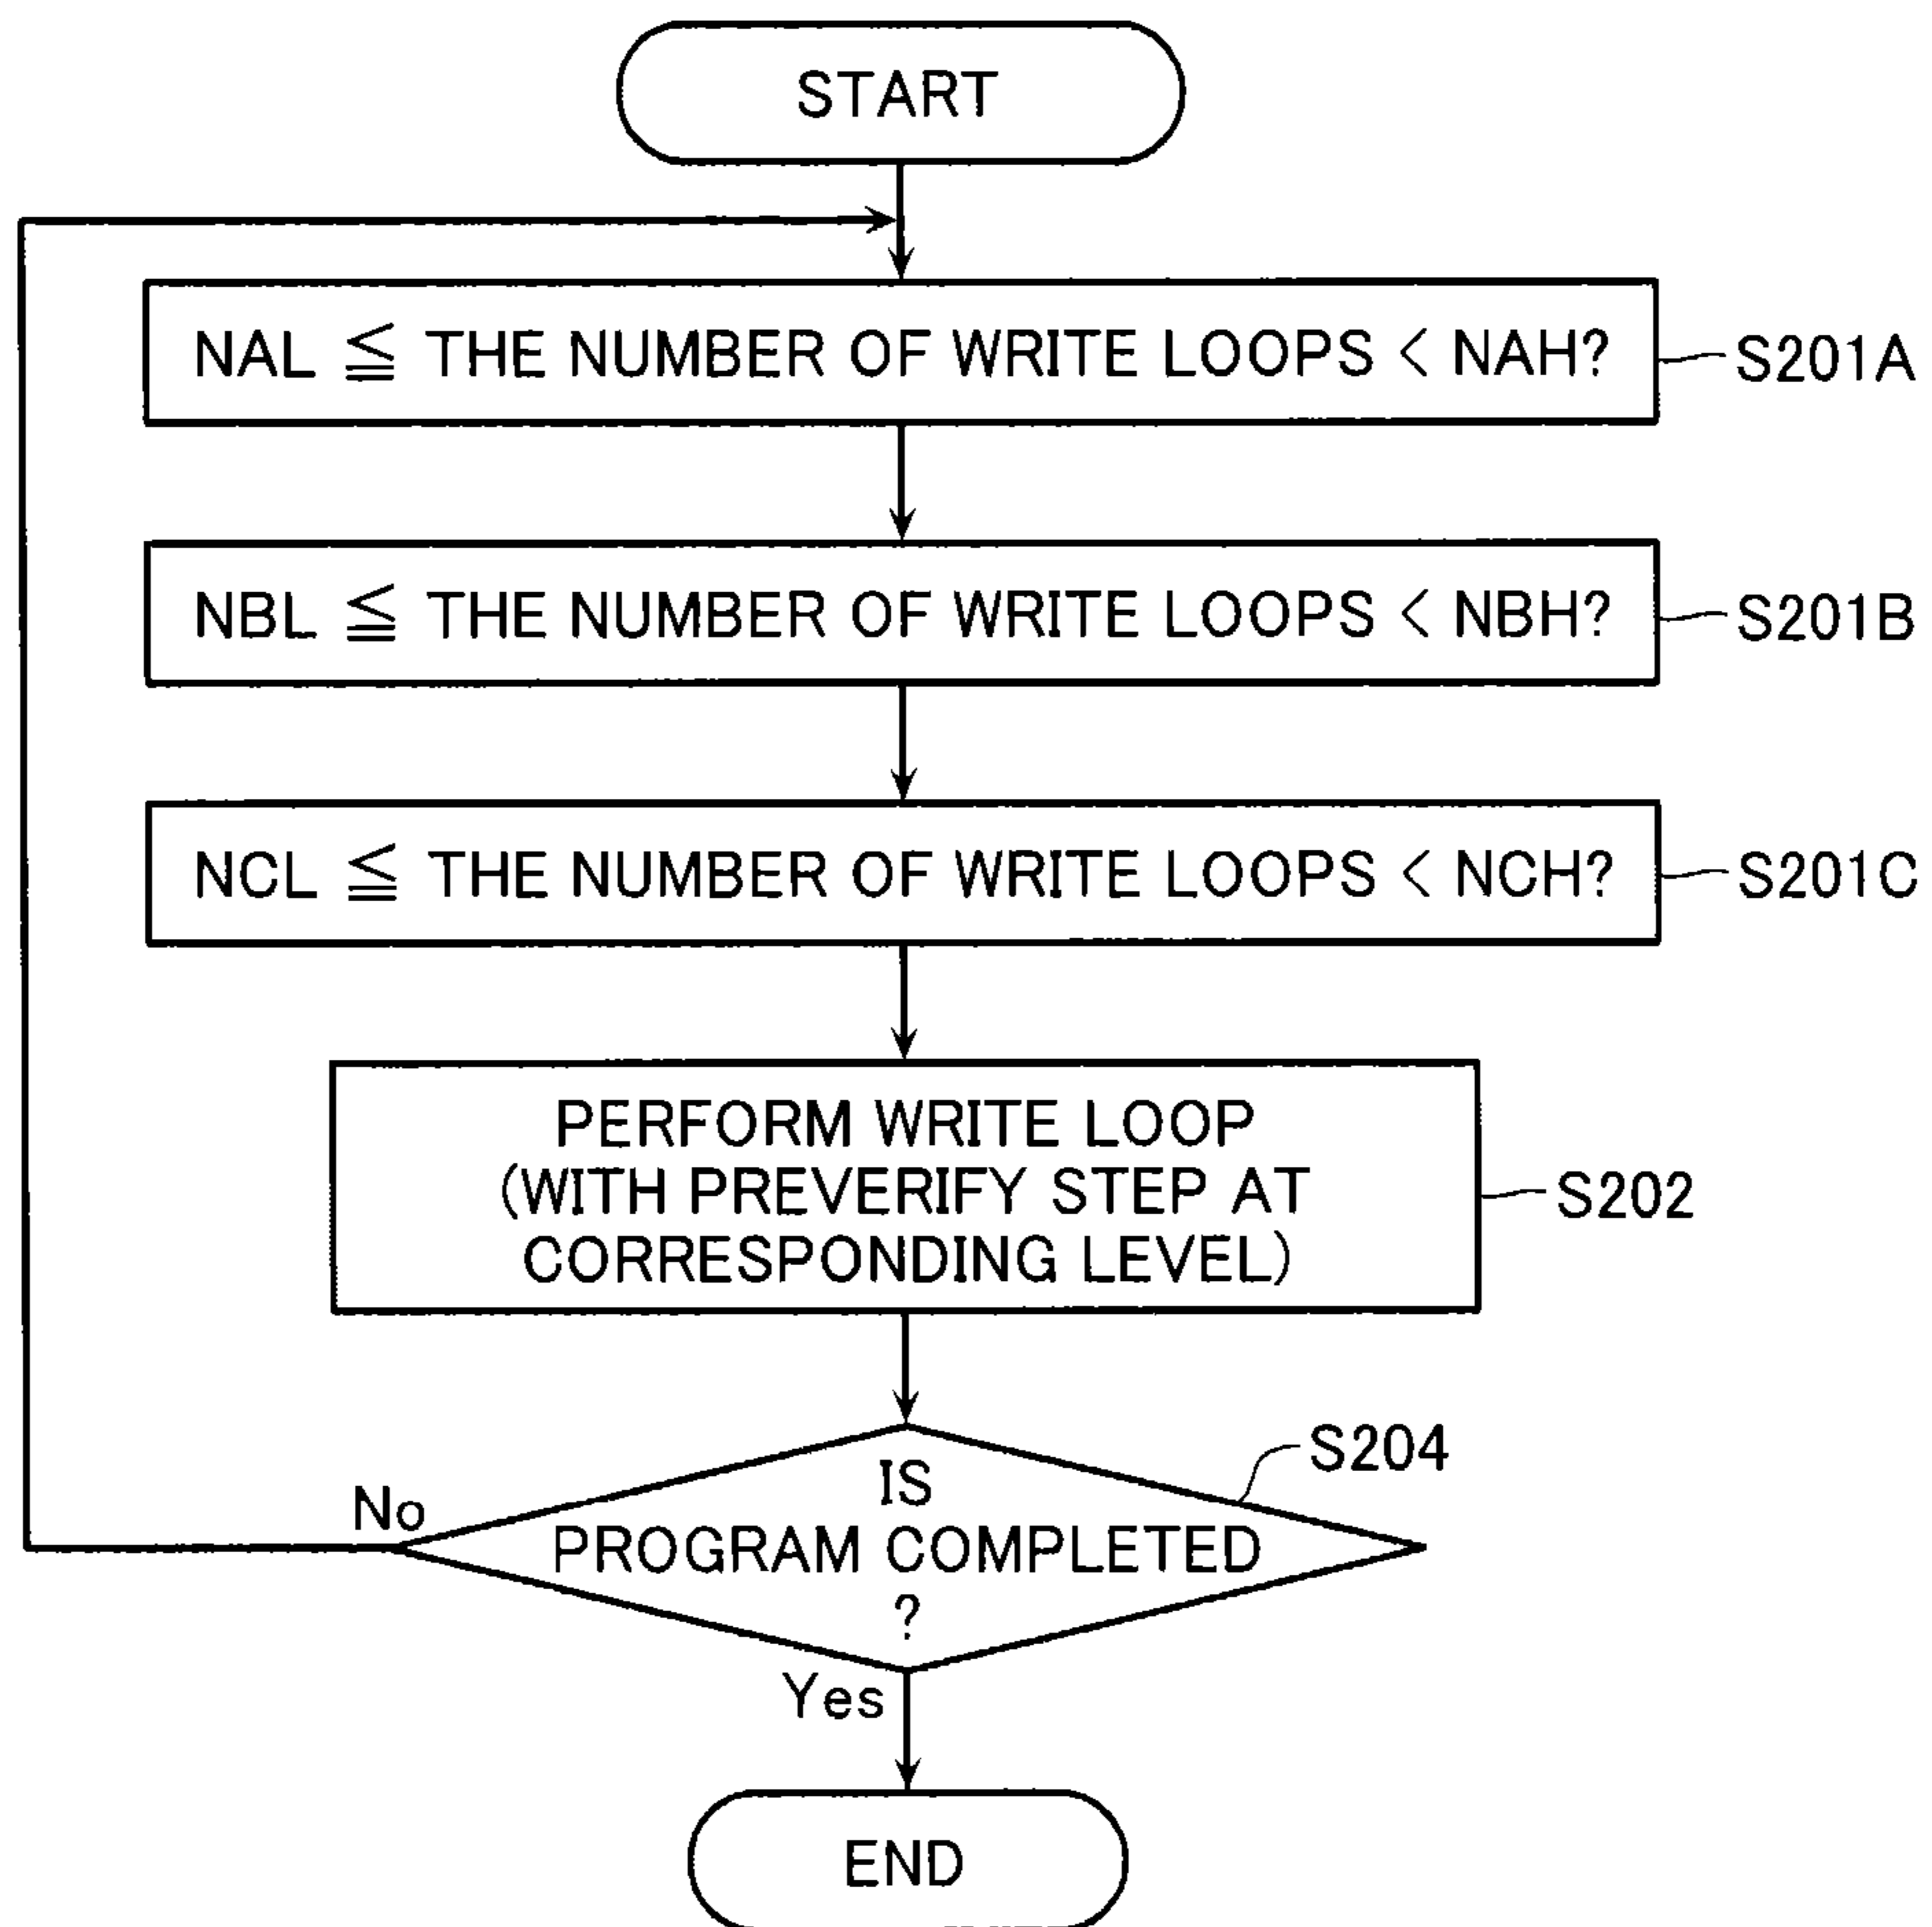 START
NAL ≦ THE NUMBER OF WRITE LOOPS < NAH?
S201A
NBL ≦ THE NUMBER OF WRITE LOOPS < NBH?
S201B
NCL ≦ THE NUMBER OF WRITE LOOPS < NCH?
S201C
PERFORM WRITE LOOP
(WITH PREVERIFY STEP AT
CORRESPONDING LEVEL)
S202
S204
IS
PROGRAM COMPLETED
?
No
Yes
END